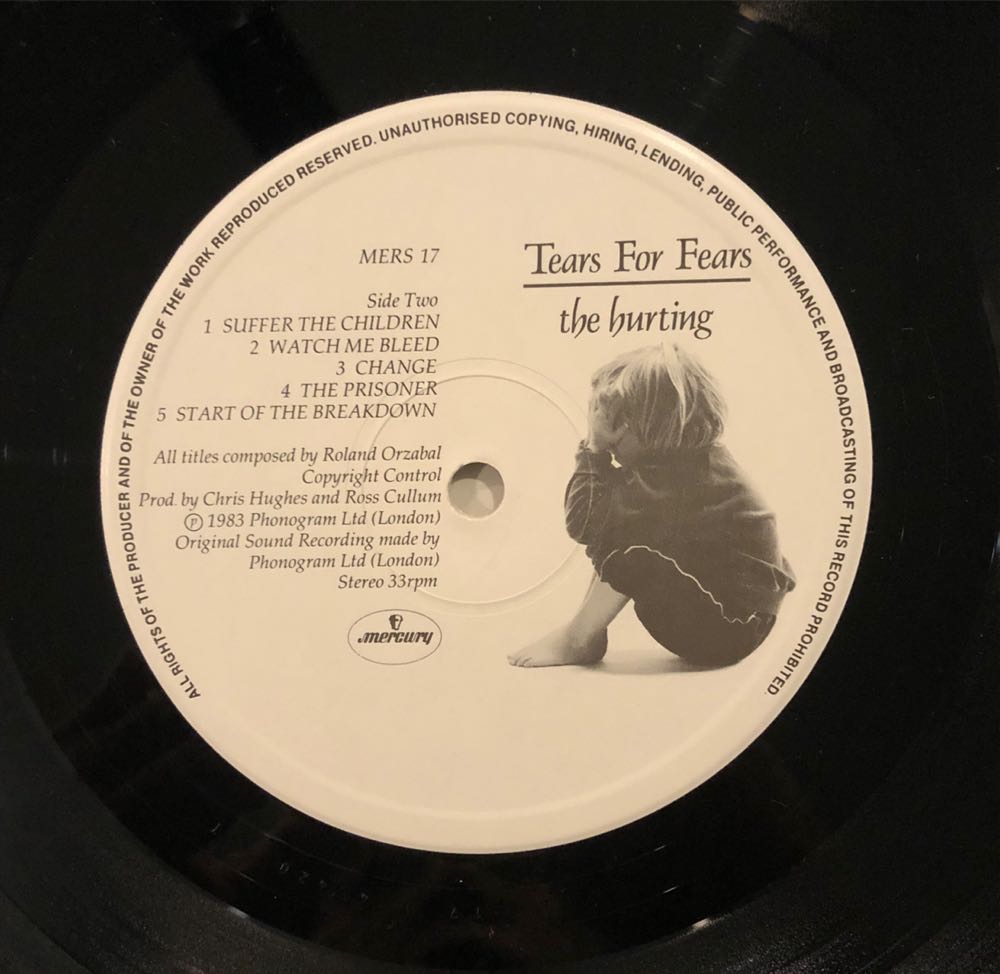 ALL RIGHTS OF THE PRODUCER AND OF THE OWNER OF THE WORK REPRODUCED RESERVED. UNAUTHORISED COPYING, HIRING, LENDING, PUBLIC PERFORMANCE AND BROADCASTING OF THIS RECORD PROHIBITED.
MERS 17
Side Two
1 SUFFER THE CHILDREN
2 WATCH ME BLEED
3 CHANGE
4 THE PRISONER
5 START OF THE BREAKDOWN
All titles composed by Roland Orzabal
Copyright Control
Prod. by Chris Hughes and Ross Cullum
℗ 1983 Phonogram Ltd (London)
Original Sound Recording made by
Phonogram Ltd (London)
Stereo 33rpm
mercury
Tears For Fears
the hurting